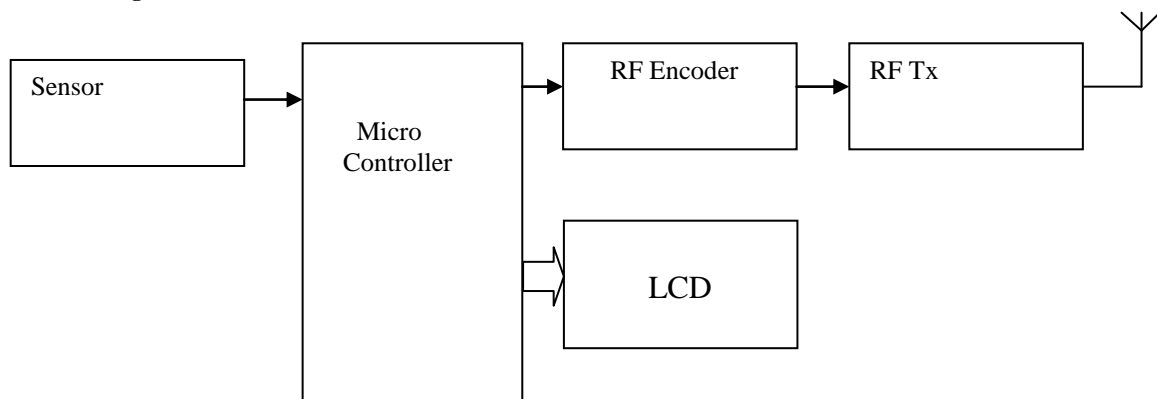 Sensor
Micro
Controller
RF Encoder
RF Tx
LCD